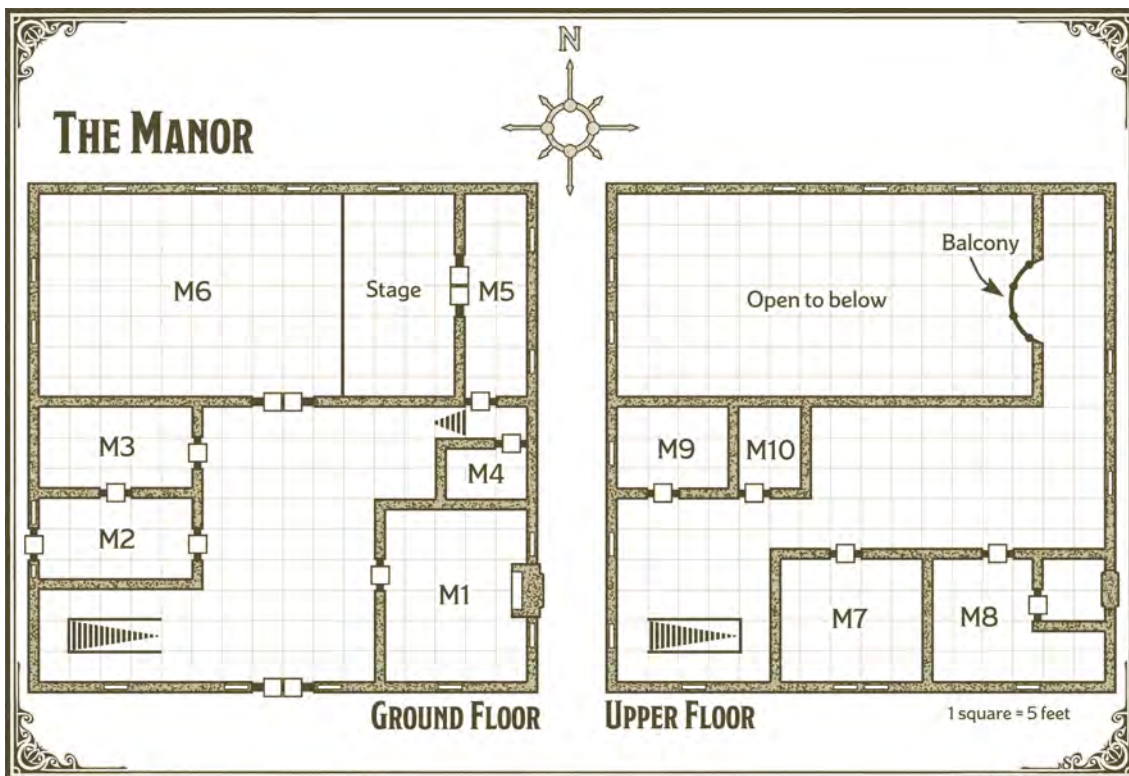 N
THE MANOR
M6
Stage
M5
M3
M4
M2
M1
GROUND FLOOR
Balcony
Open to below
M9
M10
M7
M8
UPPER FLOOR
1 square = 5 feet